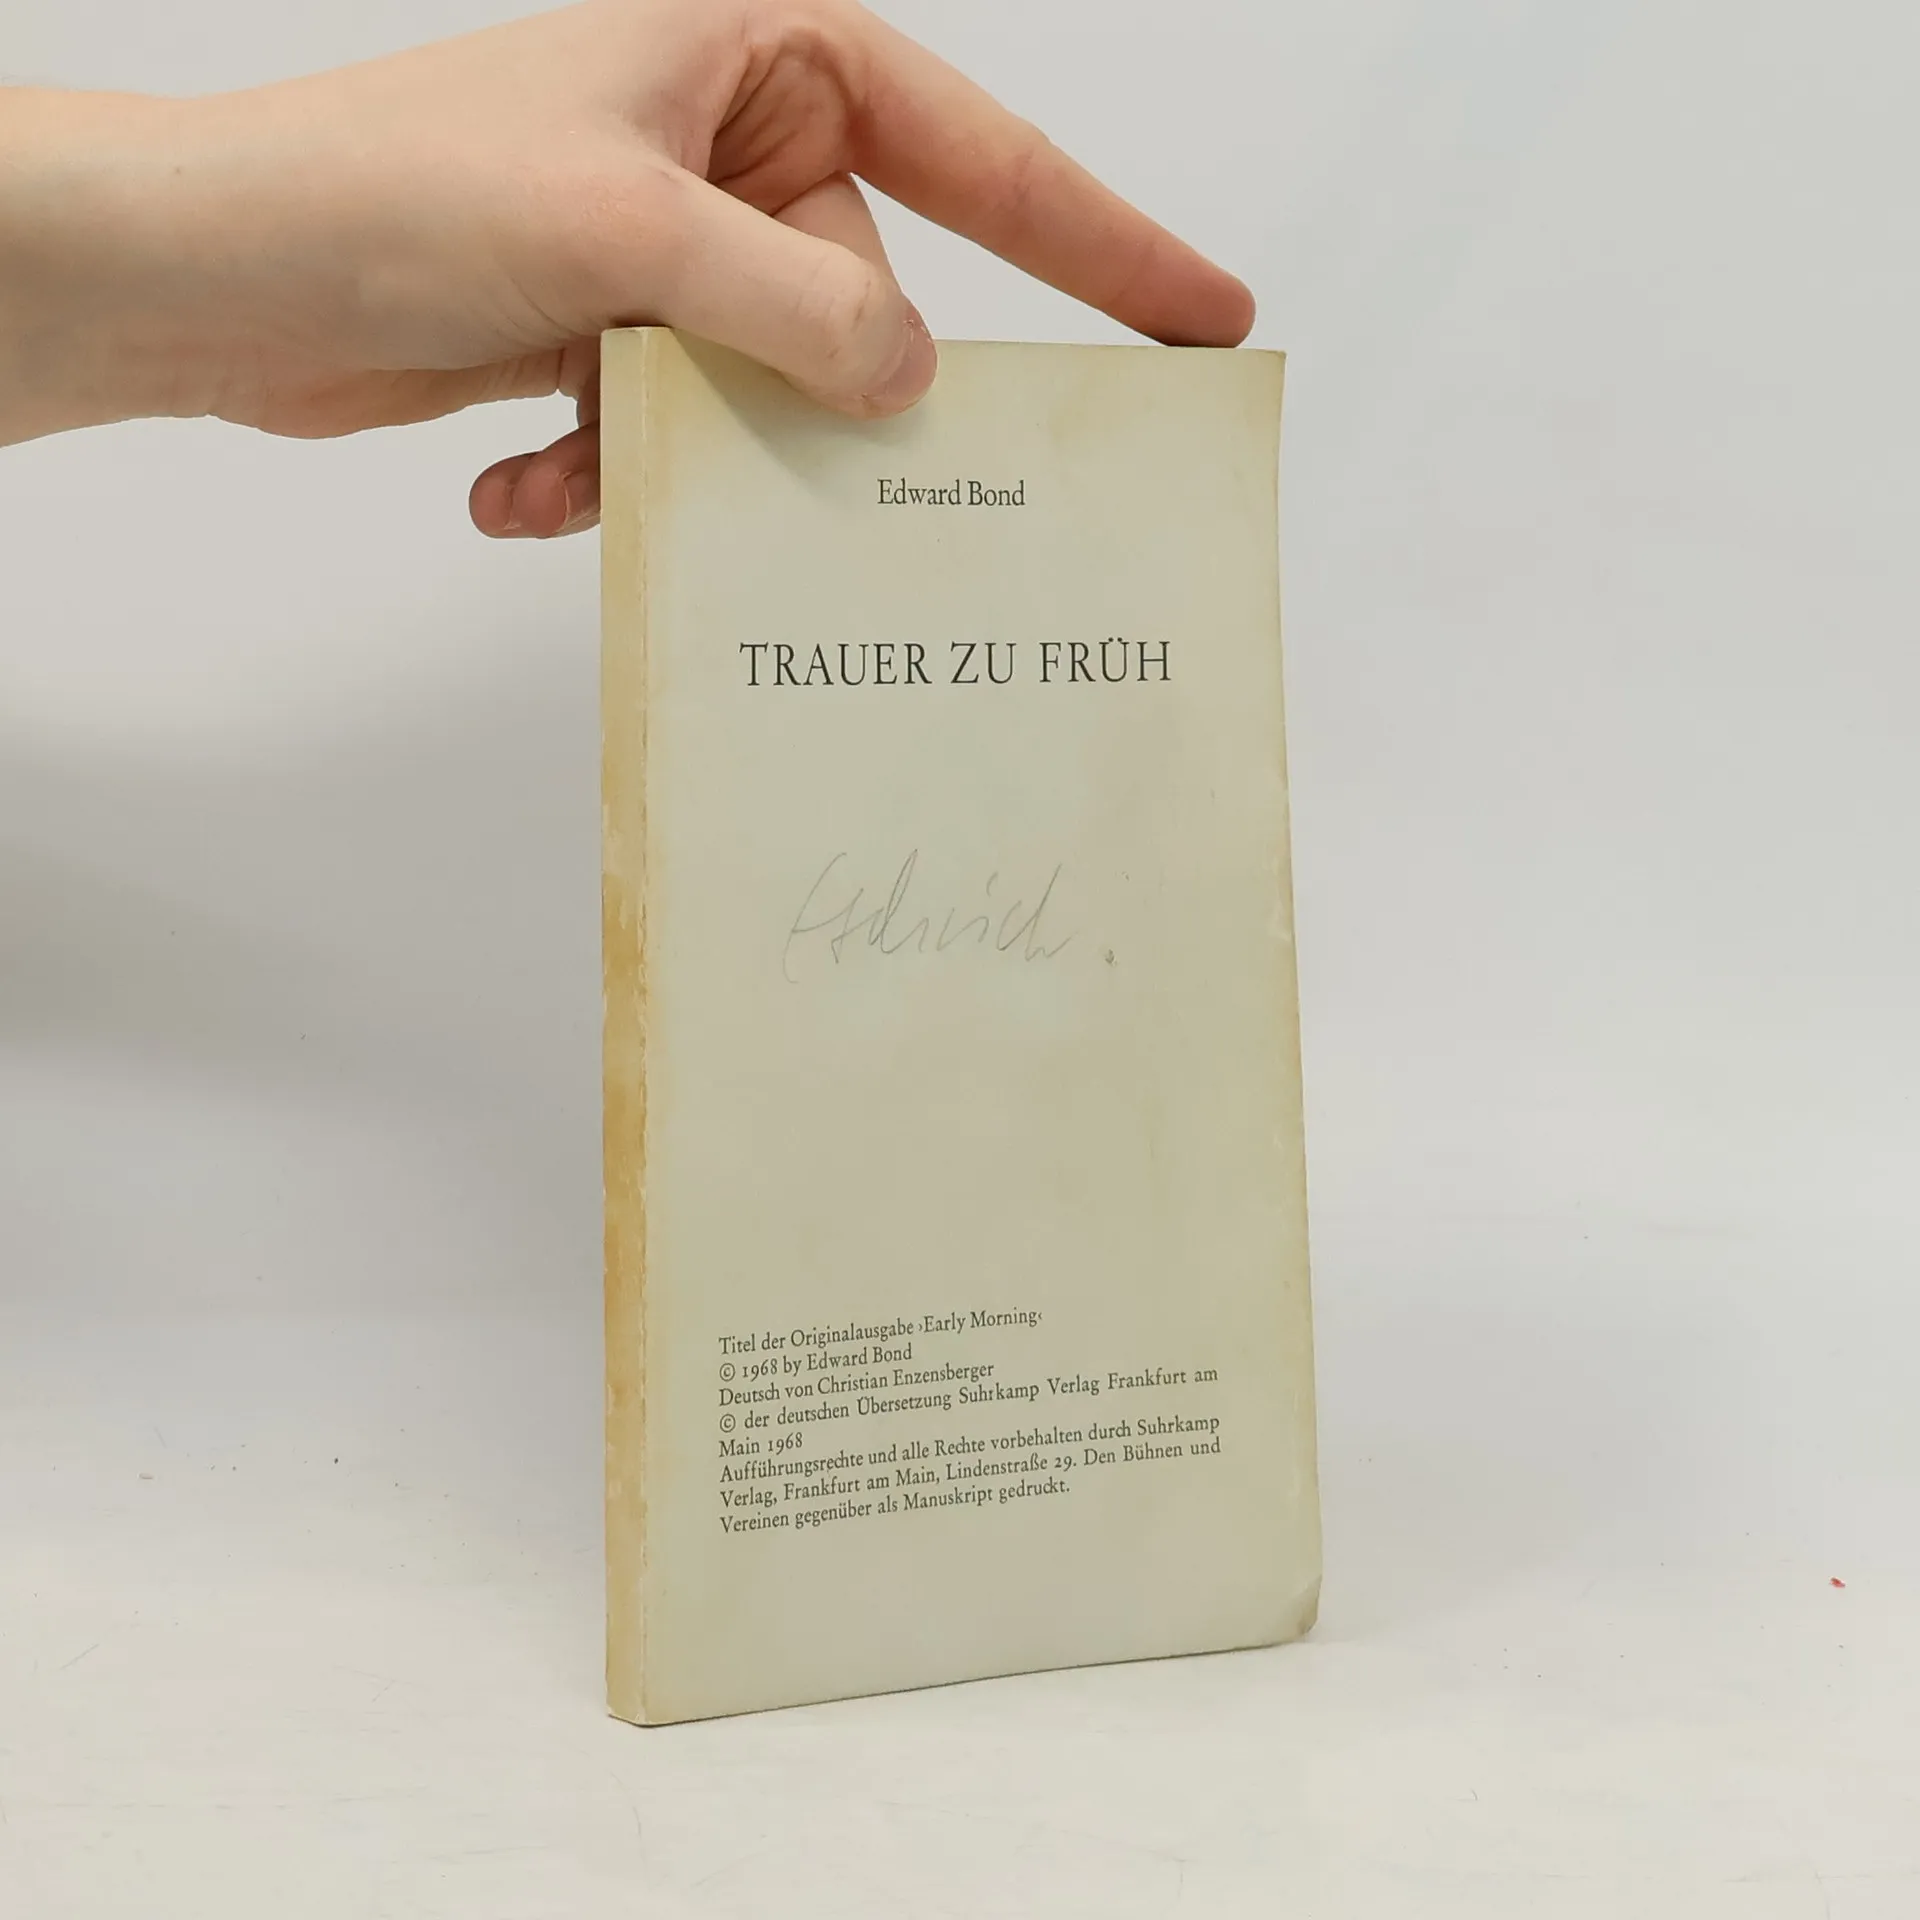 Edward Bond
TRAUER ZU FRÜH
Titel der Originalausgabe ›Early Morning‹
© 1968 by Edward Bond
Deutsch von Christian Enzensberger
© der deutschen Übersetzung Suhrkamp Verlag Frankfurt am
Main 1968
Aufführungsrechte und alle Rechte vorbehalten durch Suhrkamp
Verlag, Frankfurt am Main, Lindenstraße 29. Den Bühnen und
Vereinen gegenüber als Manuskript gedruckt.